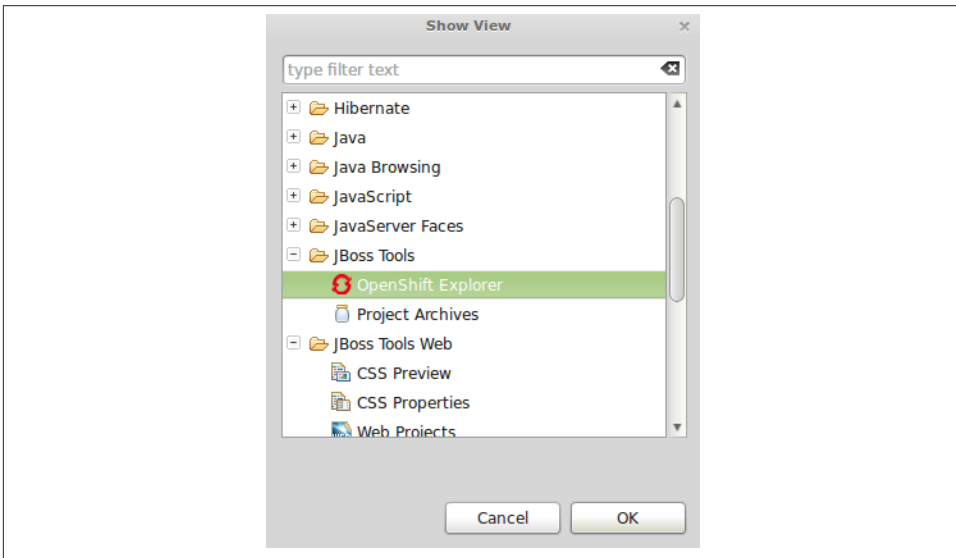 Show View
type filter text
Hibernate
Java
Java Browsing
JavaScript
JavaServer Faces
JBoss Tools
OpenShift Explorer
Project Archives
JBoss Tools Web
CSS Preview
CSS Properties
Web Projects
Cancel
OK